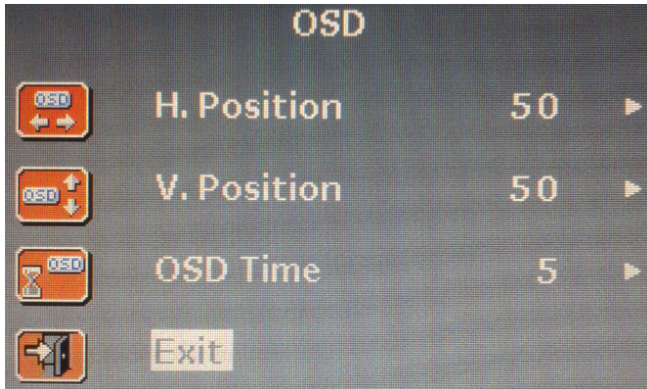 OSD
OSD
H. Position 50
OSD
V. Position 50
OSD
OSD Time 5
Exit